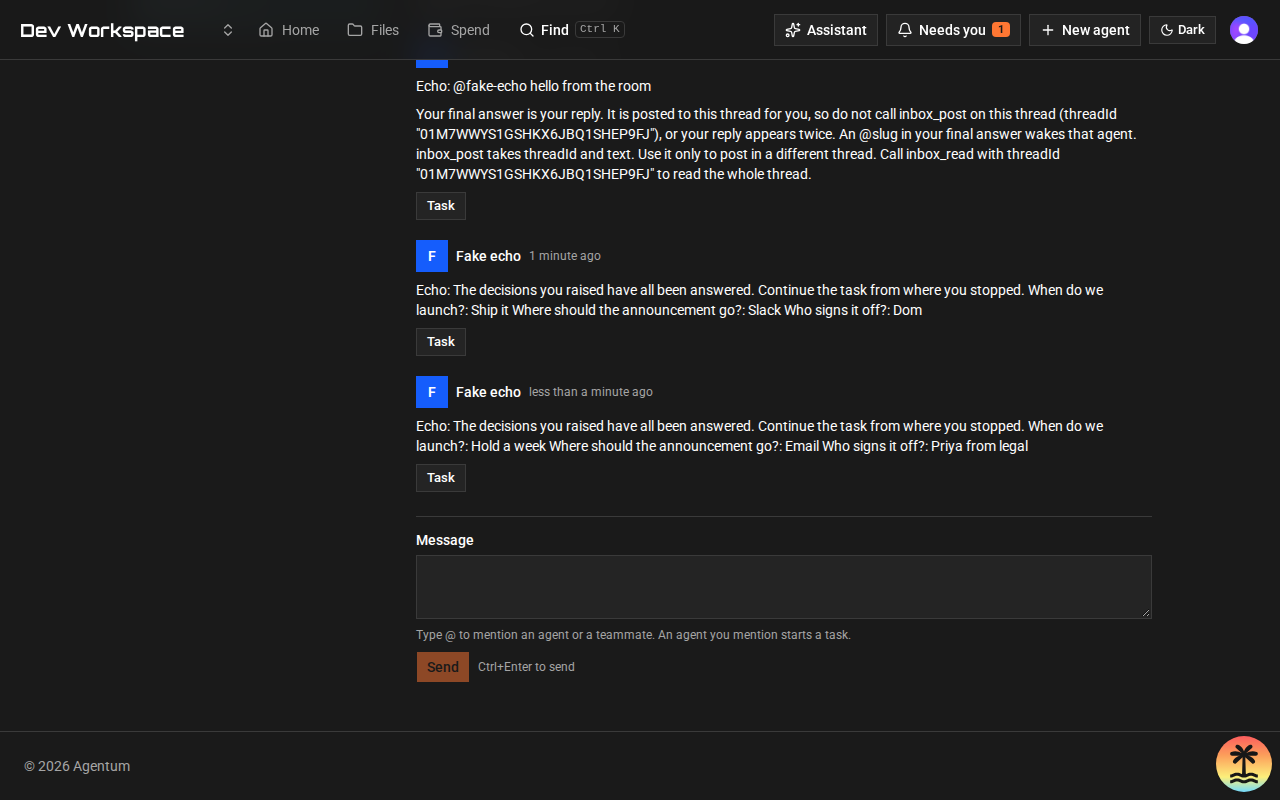 Dev Workspace
Home
Files
Spend
Find
Ctrl K
Assistant
Needs you
1
New agent
Dark
Echo: @fake-echo hello from the room
Your final answer is your reply. It is posted to this thread for you, so do not call inbox_post on this thread (threadId
"01M7WWYS1GSHKX6JBQ1SHEP9FJ"), or your reply appears twice. An @slug in your final answer wakes that agent.
inbox_post takes threadId and text. Use it only to post in a different thread. Call inbox_read with threadId
"01M7WWYS1GSHKX6JBQ1SHEP9FJ" to read the whole thread.
Task
F
Fake echo
1 minute ago
Echo: The decisions you raised have all been answered. Continue the task from where you stopped. When do we
launch?: Ship it Where should the announcement go?: Slack Who signs it off?: Dom
Task
F
Fake echo
less than a minute ago
Echo: The decisions you raised have all been answered. Continue the task from where you stopped. When do we
launch?: Hold a week Where should the announcement go?: Email Who signs it off?: Priya from legal
Task
Message
Type @ to mention an agent or a teammate. An agent you mention starts a task.
Send
Ctrl+Enter to send
© 2026 Agentum